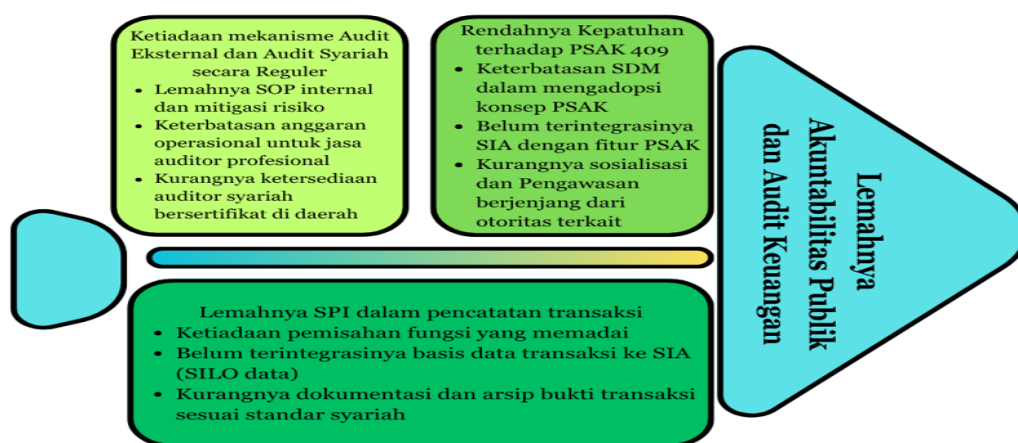 Ketiadaan mekanisme Audit
Eksternal dan Audit Syariah
secara Reguler
• Lemahnya SOP internal
dan mitigasi risiko
• Keterbatasan anggaran
operasional untuk jasa
auditor profesional
• Kurangnya ketersediaan
auditor syariah
bersertifikat di daerah
Rendahnya Kepatuhan
terhadap PSAK 409
• Keterbatasan SDM
dalam mengadopsi
konsep PSAK
• Belum terintegrasinya
SIA dengan fitur PSAK
• Kurangnya sosialisasi
dan Pengawasan
berjenjang dari
otoritas terkait
Lemahnya
Akuntabilitas Publik
dan Audit Keuangan
Lemahnya SPI dalam pencatatan transaksi
• Ketiadaan pemisahan fungsi yang memadai
• Belum terintegrasinya basis data transaksi ke SIA
(SILO data)
• Kurangnya dokumentasi dan arsip bukti transaksi
sesuai standar syariah